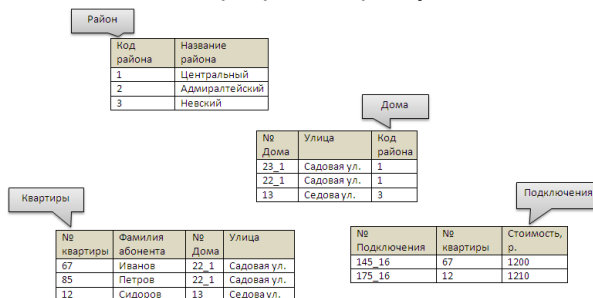 Район
Код района Название района
1 Центральный
2 Адмиралтейский
3 Невский
Дома
№ Дома Улица Код района
23_1 Садовая ул. 1
22_1 Садовая ул. 1
13 Седова ул. 3
Квартиры
№ квартиры Фамилия абонента № Дома Улица
67 Иванов 22_1 Садовая ул.
85 Петров 22_1 Садовая ул.
12 Сидоров 13 Седова ул.
Подключения
№ Подключения № квартиры Стоимость, р.
145_16 67 1200
175_16 12 1210